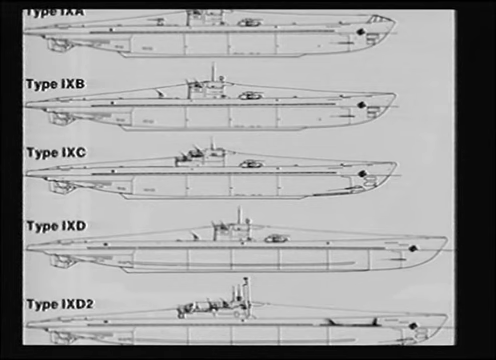 Type IXA
Type IXB
Type IXC
Type IXD
Type IXD2